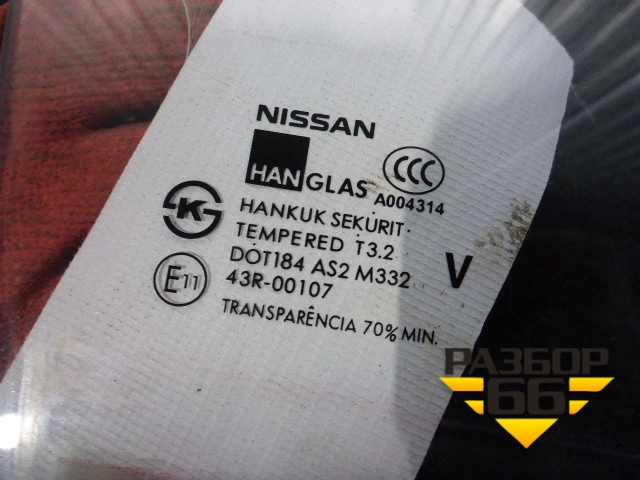 NISSAN
HANGLAS
CCC
A004314
KS
HANKUK SEKURIT
TEMPERED T3.2
DOT184 AS2 M332
V
E11
43R-00107
TRANSPARÊNCIA 70% MIN.
РАЗБОР
66